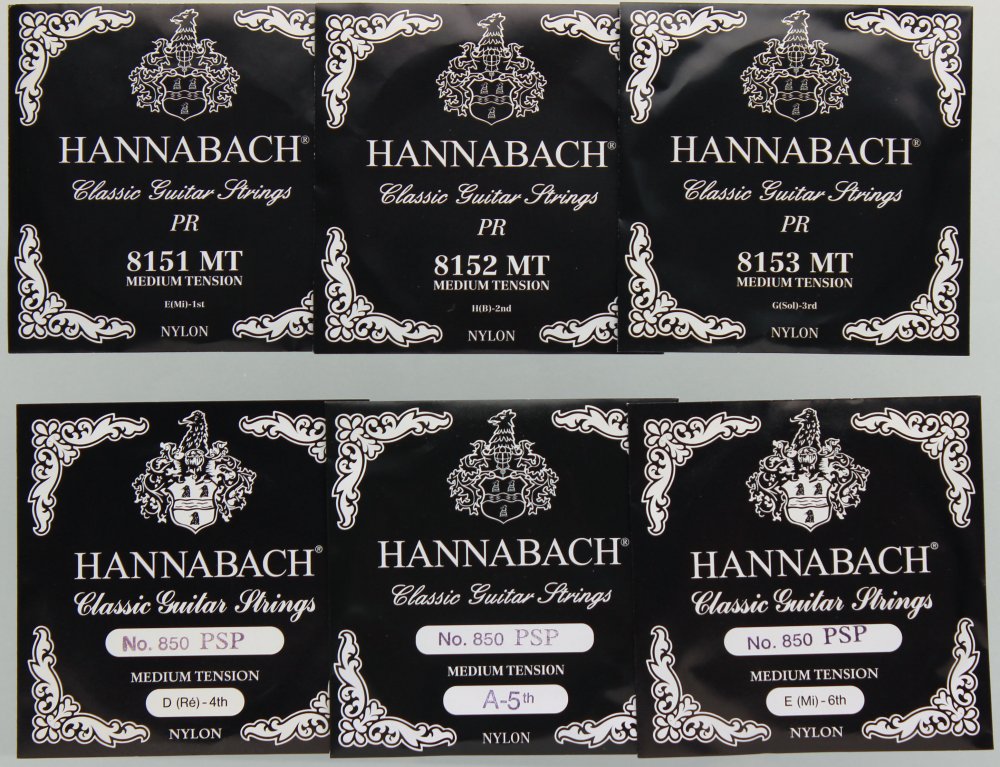 HANNABACH®
Classic Guitar Strings
PR
8151 MT
MEDIUM TENSION
E(Mi)-1st
NYLON
HANNABACH®
Classic Guitar Strings
PR
8152 MT
MEDIUM TENSION
H(B)-2nd
NYLON
HANNABACH®
Classic Guitar Strings
PR
8153 MT
MEDIUM TENSION
G(Sol)-3rd
NYLON
HANNABACH®
Classic Guitar Strings
No. 850 PSP
MEDIUM TENSION
D (Ré) - 4th
NYLON
HANNABACH®
Classic Guitar Strings
No. 850 PSP
MEDIUM TENSION
A-5th
NYLON
HANNABACH®
Classic Guitar Strings
No. 850 PSP
MEDIUM TENSION
E (Mi) - 6th
NYLON